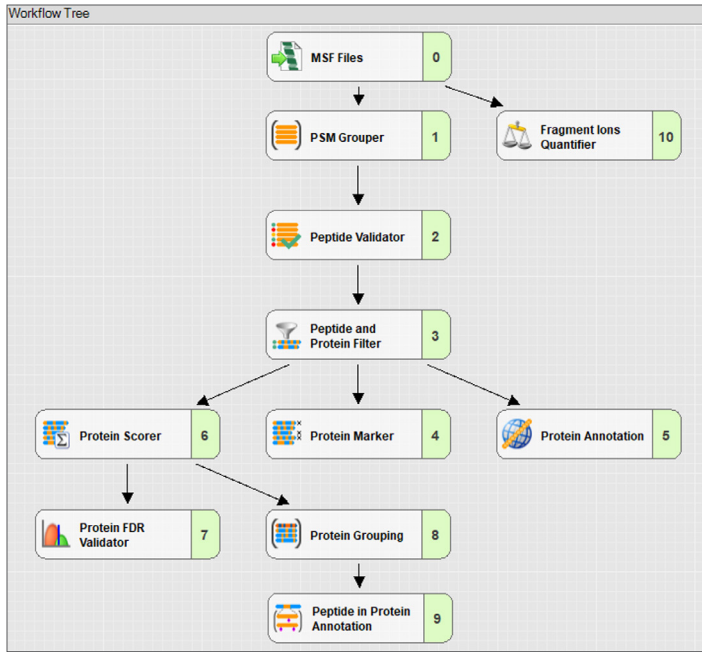 Workflow Tree
MSF Files
0
PSM Grouper
1
Fragment Ions
Quantifier
10
Peptide Validator
2
Peptide and
Protein Filter
3
Protein Scorer
6
Protein Marker
4
Protein Annotation
5
Protein FDR
Validator
7
Protein Grouping
8
Peptide in Protein
Annotation
9